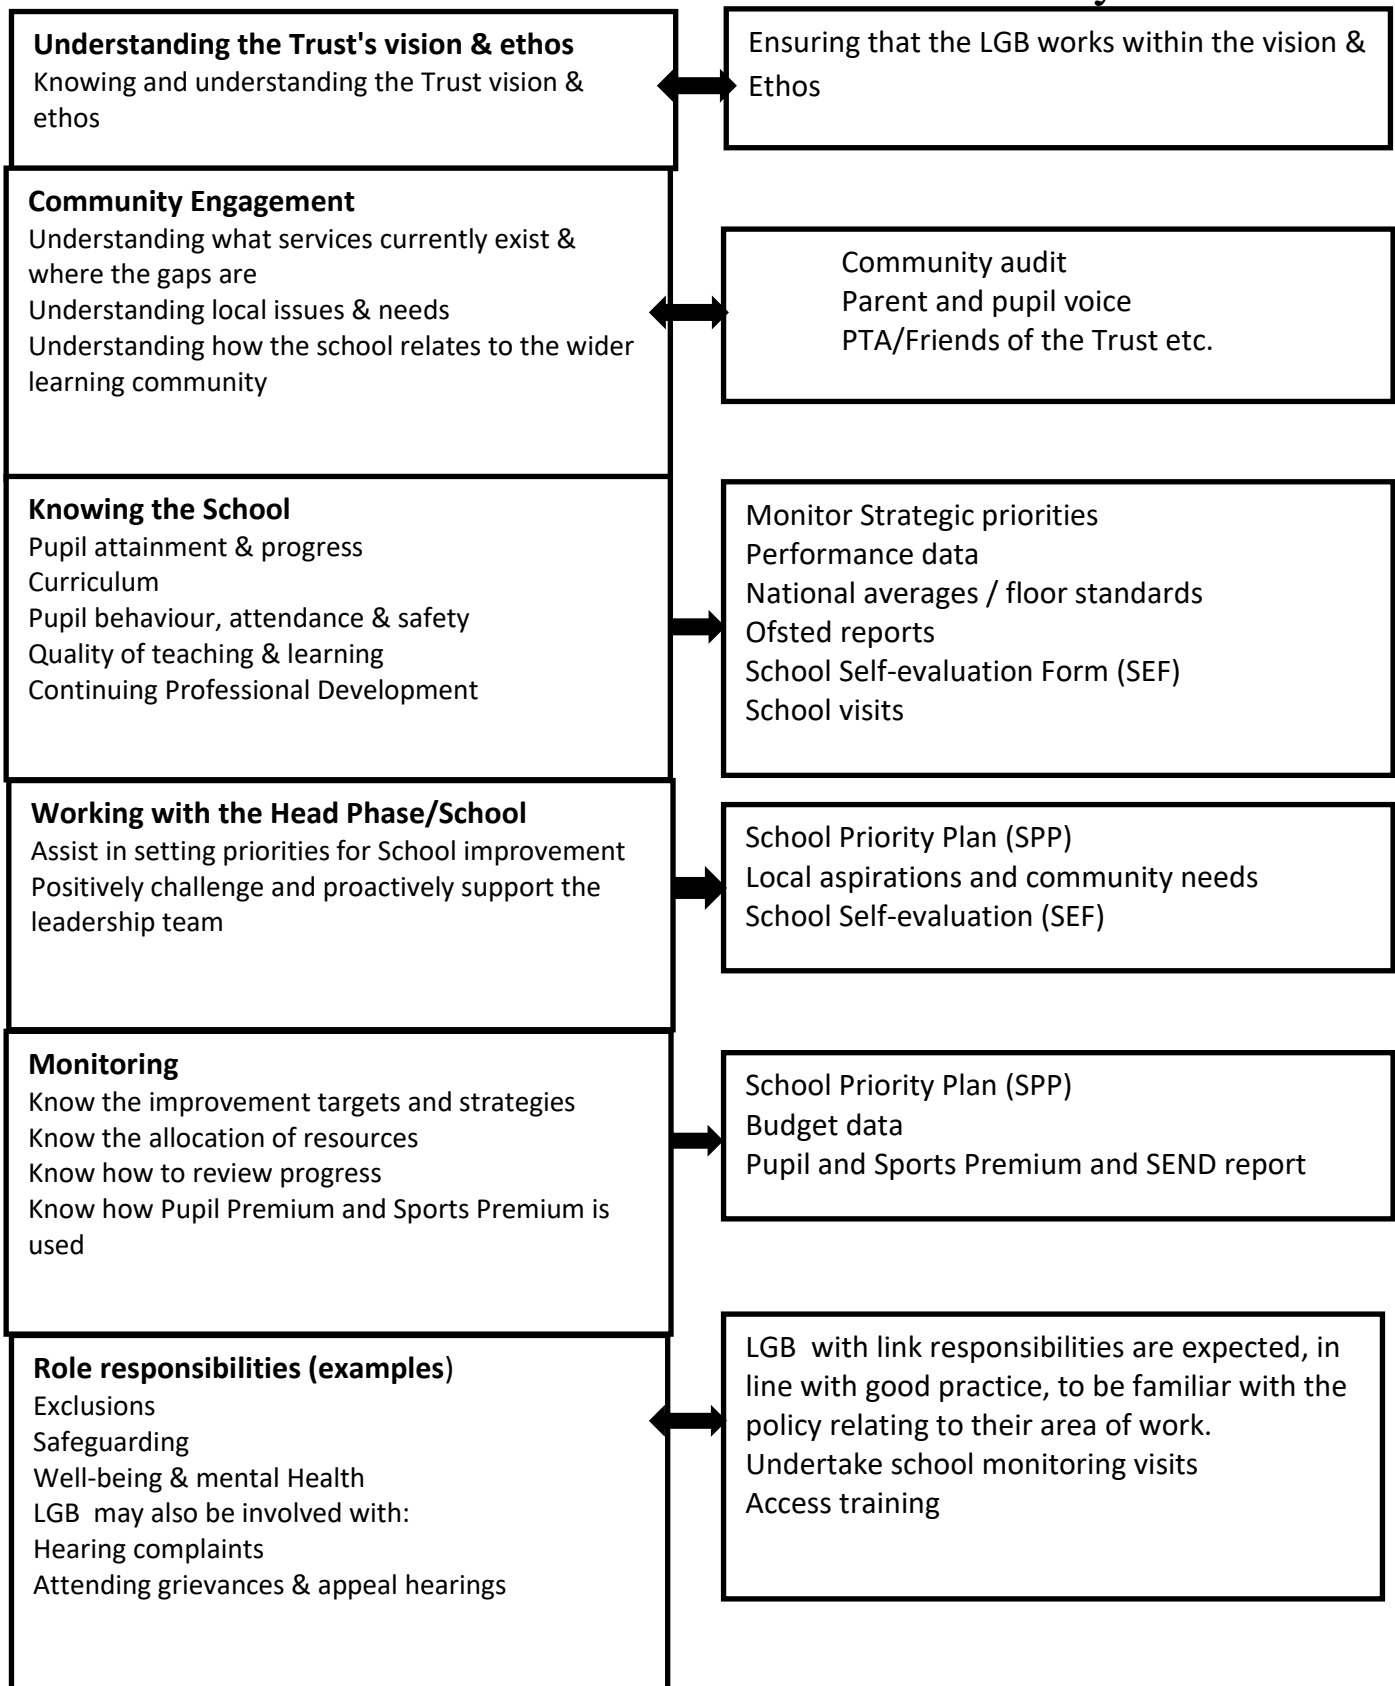 Understanding the Trust's vision & ethos
Knowing and understanding the Trust vision &
ethos
Ensuring that the LGB works within the vision &
Ethos
Community Engagement
Understanding what services currently exist &
where the gaps are
Understanding local issues & needs
Understanding how the school relates to the wider
learning community
Community audit
Parent and pupil voice
PTA/Friends of the Trust etc.
Knowing the School
Pupil attainment & progress
Curriculum
Pupil behaviour, attendance & safety
Quality of teaching & learning
Continuing Professional Development
Monitor Strategic priorities
Performance data
National averages / floor standards
Ofsted reports
School Self-evaluation Form (SEF)
School visits
Working with the Head Phase/School
Assist in setting priorities for School improvement
Positively challenge and proactively support the
leadership team
School Priority Plan (SPP)
Local aspirations and community needs
School Self-evaluation (SEF)
Monitoring
Know the improvement targets and strategies
Know the allocation of resources
Know how to review progress
Know how Pupil Premium and Sports Premium is
used
School Priority Plan (SPP)
Budget data
Pupil and Sports Premium and SEND report
Role responsibilities (examples)
Exclusions
Safeguarding
Well-being & mental Health
LGB  may also be involved with:
Hearing complaints
Attending grievances & appeal hearings
LGB  with link responsibilities are expected, in
line with good practice, to be familiar with the
policy relating to their area of work.
Undertake school monitoring visits
Access training